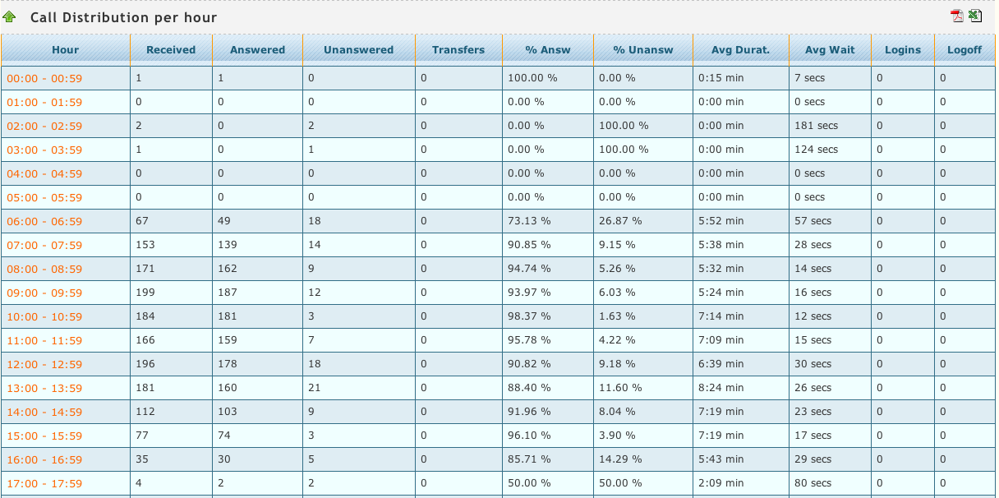 Call Distribution per hour
Hour Received Answered Unanswered Transfers % Answ % Unansw Avg Durat. Avg Wait Logins Logoff
00:00 - 00:59 1 1 0 0 100.00 % 0.00 % 0:15 min 7 secs 0 0
01:00 - 01:59 0 0 0 0 0.00 % 0.00 % 0:00 min 0 secs 0 0
02:00 - 02:59 2 0 2 0 0.00 % 100.00 % 0:00 min 181 secs 0 0
03:00 - 03:59 1 0 1 0 0.00 % 100.00 % 0:00 min 124 secs 0 0
04:00 - 04:59 0 0 0 0 0.00 % 0.00 % 0:00 min 0 secs 0 0
05:00 - 05:59 0 0 0 0 0.00 % 0.00 % 0:00 min 0 secs 0 0
06:00 - 06:59 67 49 18 0 73.13 % 26.87 % 5:52 min 57 secs 0 0
07:00 - 07:59 153 139 14 0 90.85 % 9.15 % 5:38 min 28 secs 0 0
08:00 - 08:59 171 162 9 0 94.74 % 5.26 % 5:32 min 14 secs 0 0
09:00 - 09:59 199 187 12 0 93.97 % 6.03 % 5:24 min 16 secs 0 0
10:00 - 10:59 184 181 3 0 98.37 % 1.63 % 7:14 min 12 secs 0 0
11:00 - 11:59 166 159 7 0 95.78 % 4.22 % 7:09 min 15 secs 0 0
12:00 - 12:59 196 178 18 0 90.82 % 9.18 % 6:39 min 30 secs 0 0
13:00 - 13:59 181 160 21 0 88.40 % 11.60 % 8:24 min 26 secs 0 0
14:00 - 14:59 112 103 9 0 91.96 % 8.04 % 7:19 min 23 secs 0 0
15:00 - 15:59 77 74 3 0 96.10 % 3.90 % 7:19 min 17 secs 0 0
16:00 - 16:59 35 30 5 0 85.71 % 14.29 % 5:43 min 29 secs 0 0
17:00 - 17:59 4 2 2 0 50.00 % 50.00 % 2:09 min 80 secs 0 0